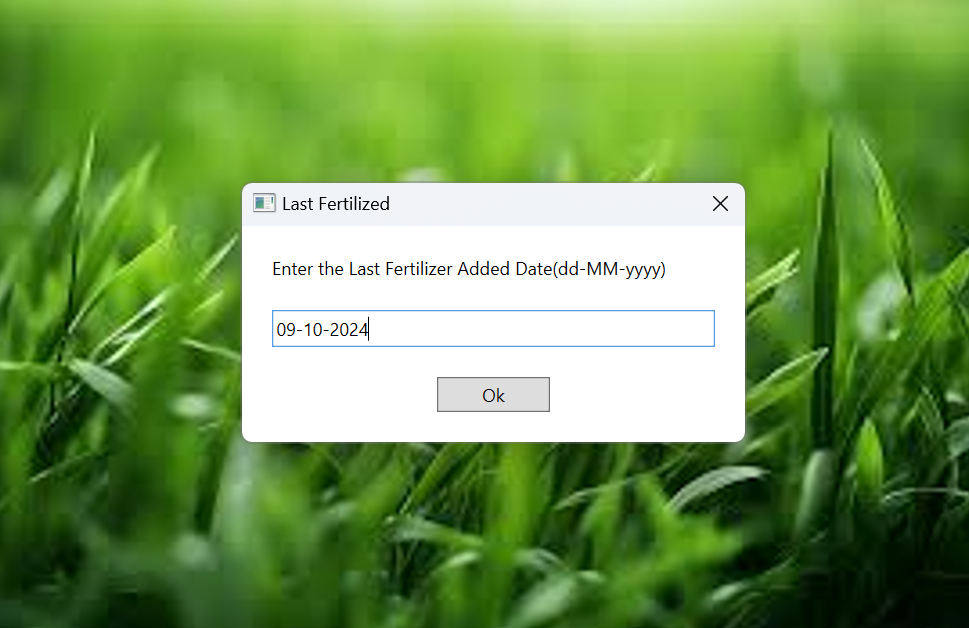 Last Fertilized
Enter the Last Fertilizer Added Date(dd-MM-yyyy)
09-10-2024
Ok